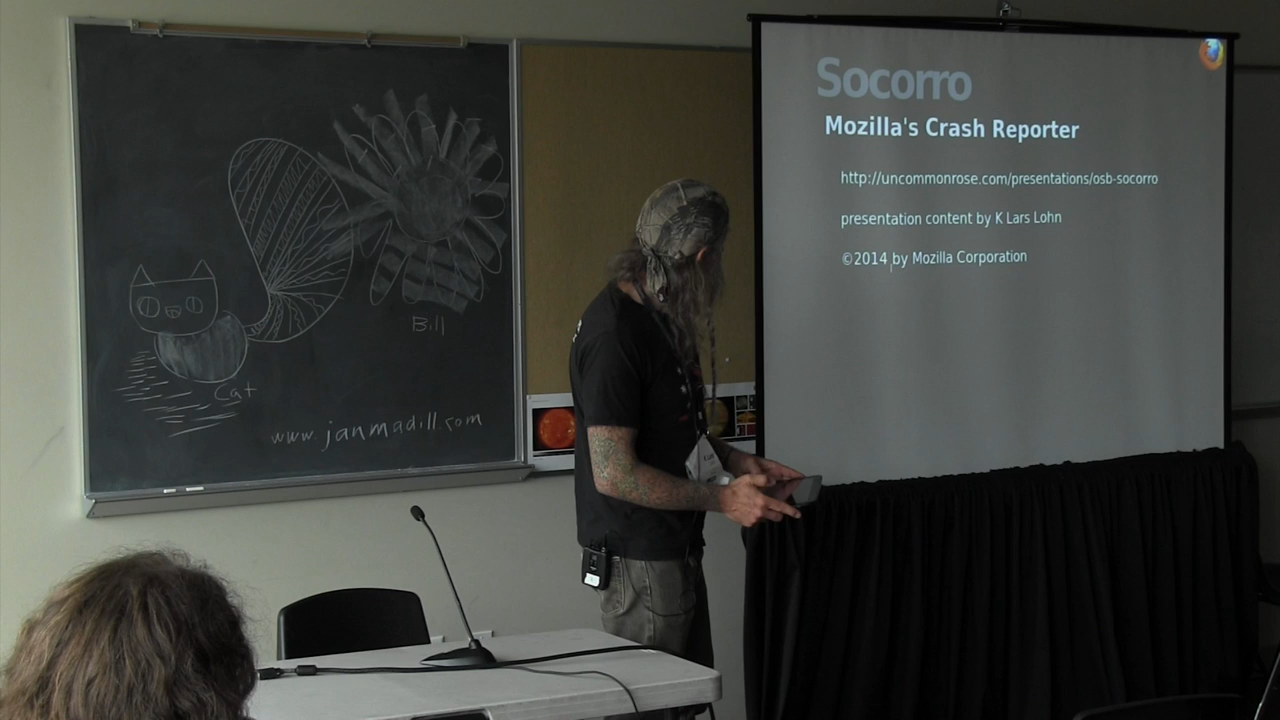 Bill
Cat
www.janmadill.com
Socorro
Mozilla's Crash Reporter
http://uncommonrose.com/presentations/osb-socorro
presentation content by K Lars Lohn
©2014 by Mozilla Corporation